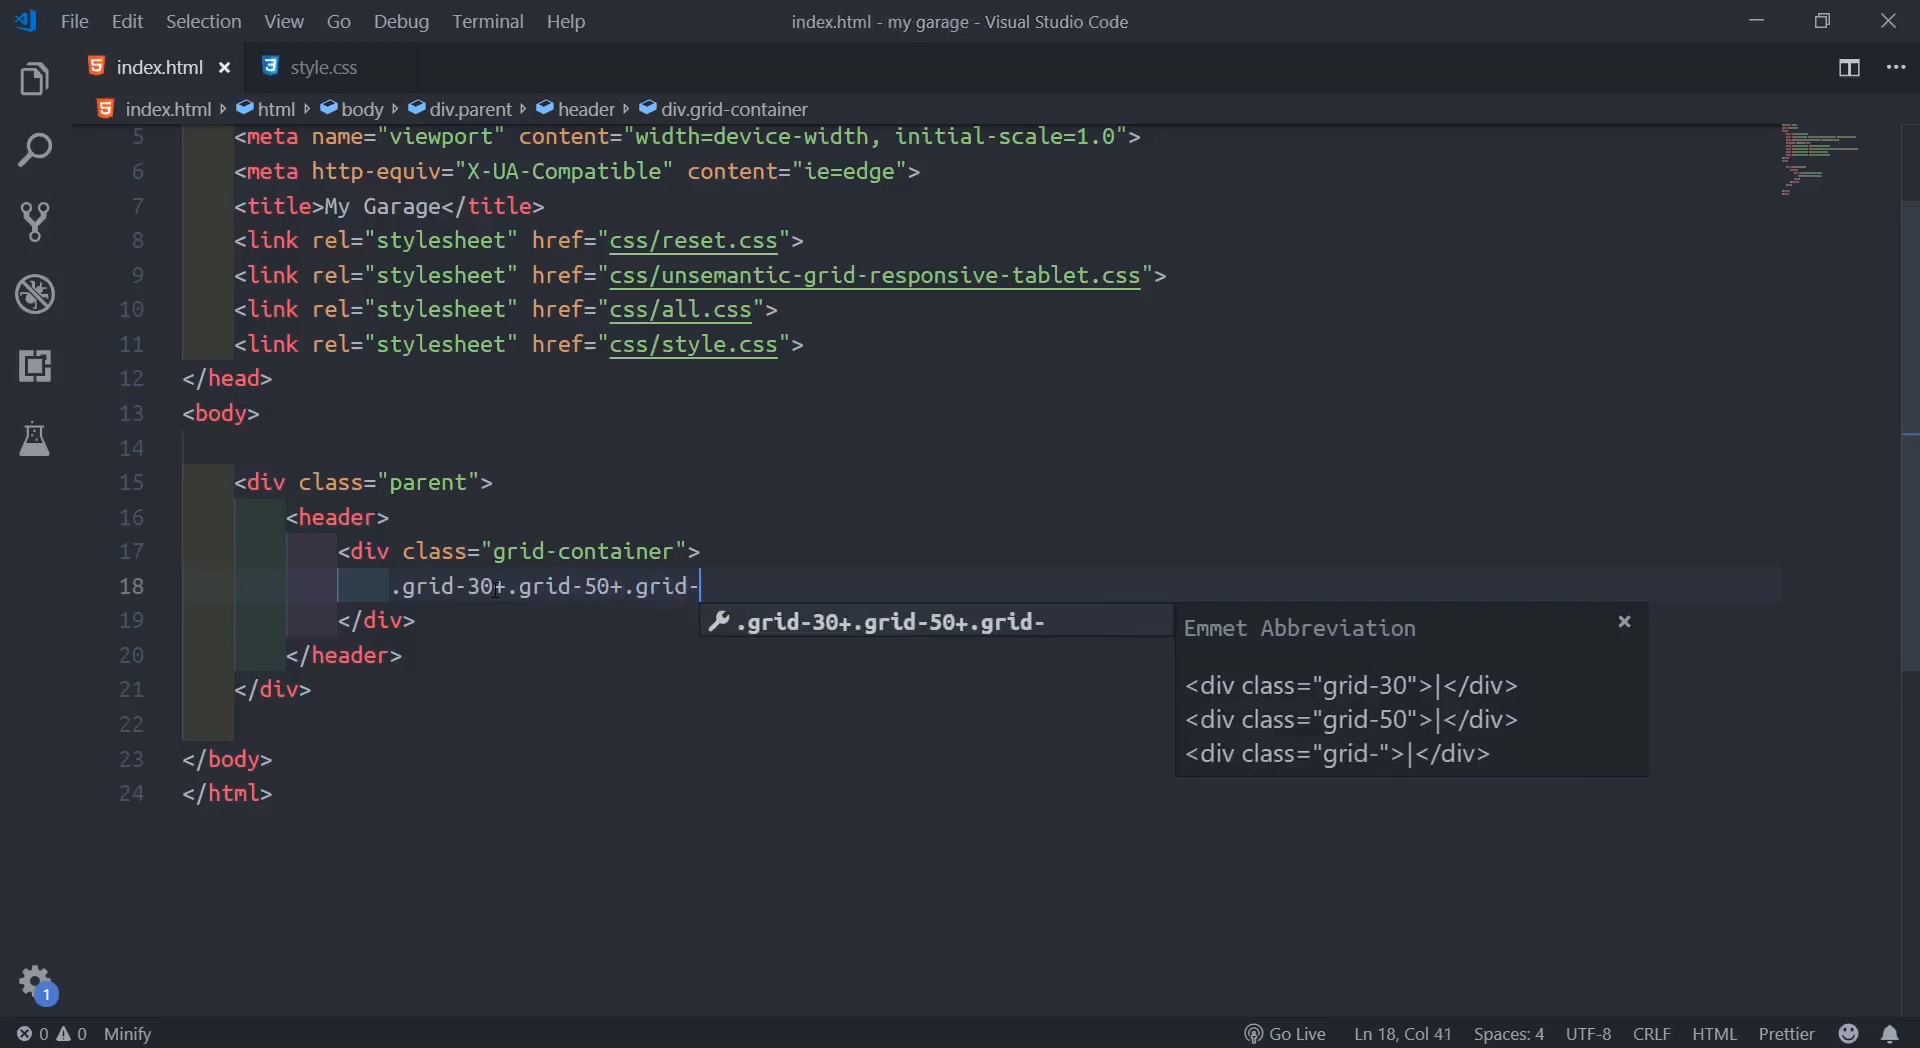 File Edit Selection View Go Debug Terminal Help
index.html - my garage - Visual Studio Code
index.html
style.css
index.html html body div.parent header div.grid-container
5 <meta name="viewport" content="width=device-width, initial-scale=1.0">
6 <meta http-equiv="X-UA-Compatible" content="ie=edge">
7 <title>My Garage</title>
8 <link rel="stylesheet" href="css/reset.css">
9 <link rel="stylesheet" href="css/unsemantic-grid-responsive-tablet.css">
10 <link rel="stylesheet" href="css/all.css">
11 <link rel="stylesheet" href="css/style.css">
12 </head>
13 <body>
14
15 <div class="parent">
16 <header>
17 <div class="grid-container">
18 .grid-30+.grid-50+.grid-
19 </div>
20 </header>
21 </div>
22
23 </body>
24 </html>
.grid-30+.grid-50+.grid-
Emmet Abbreviation
<div class="grid-30">|</div>
<div class="grid-50">|</div>
<div class="grid-">|</div>
1
0 0 Minify
Go Live Ln 18, Col 41 Spaces: 4 UTF-8 CRLF HTML Prettier